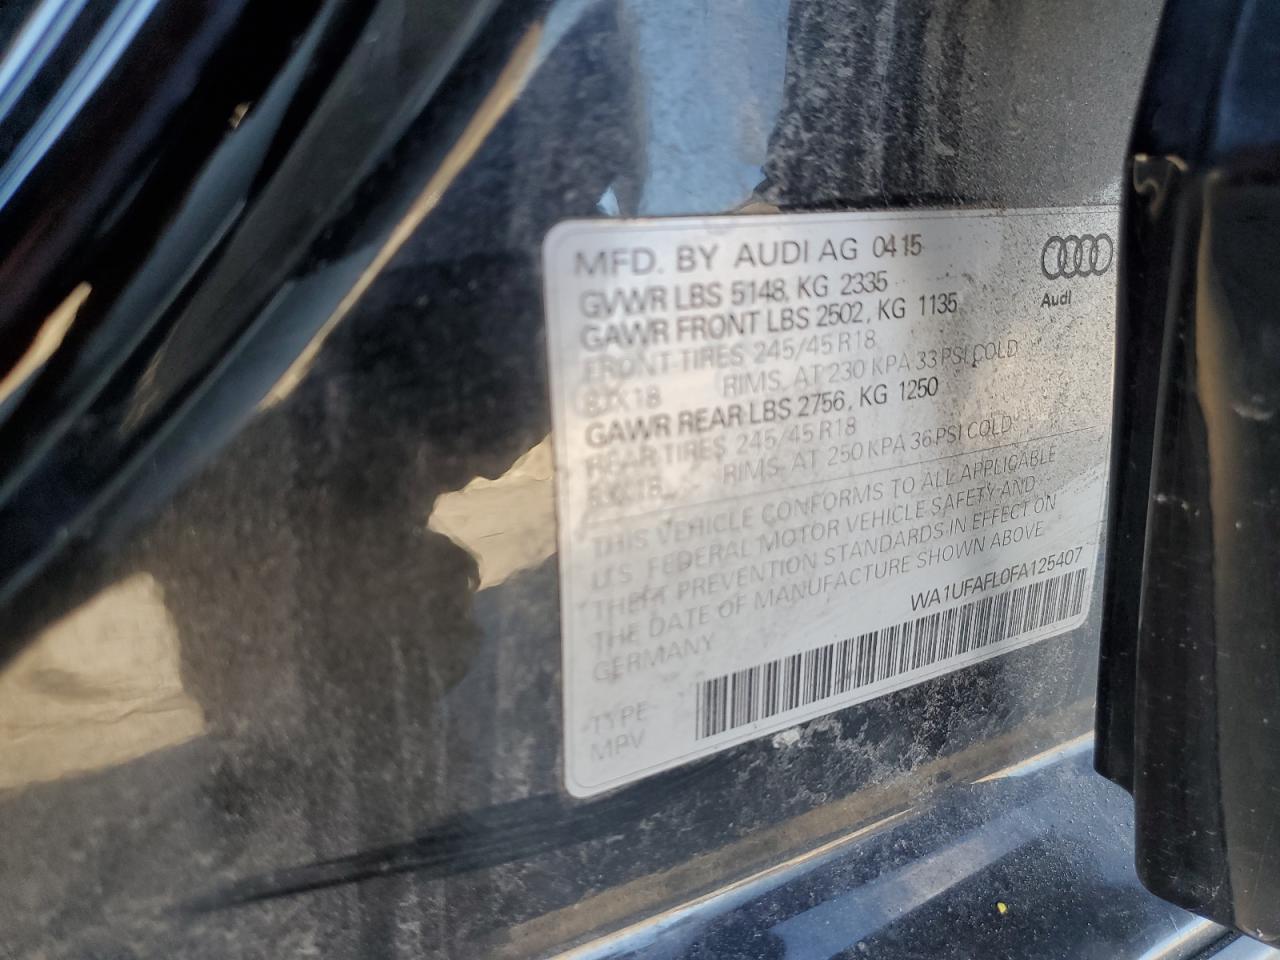 MFD. BY AUDI AG 04 15
GVWR LBS 5148, KG 2335
GAWR FRONT LBS 2502, KG 1135
FRONT TIRES 245/45 R18
8JX18 RIMS, AT 230 KPA 33 PSI COLD
GAWR REAR LBS 2756, KG 1250
REAR TIRES 245/45 R18
8JX18 RIMS, AT 250 KPA 36 PSI COLD
THIS VEHICLE CONFORMS TO ALL APPLICABLE
U.S. FEDERAL MOTOR VEHICLE SAFETY AND
THEFT PREVENTION STANDARDS IN EFFECT ON
THE DATE OF MANUFACTURE SHOWN ABOVE
GERMANY
WA1UFAFL0FA125407
TYPE
MPV
Audi